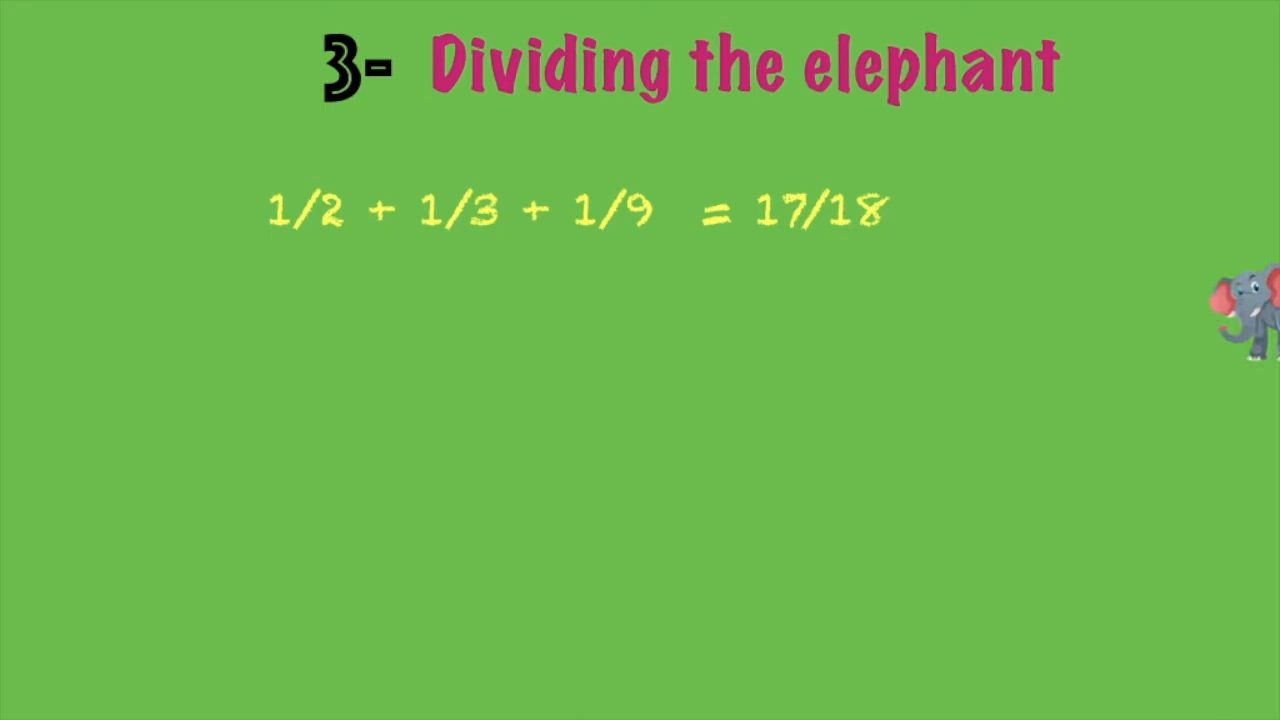 3- Dividing the elephant
1/2 + 1/3 + 1/9 = 17/18